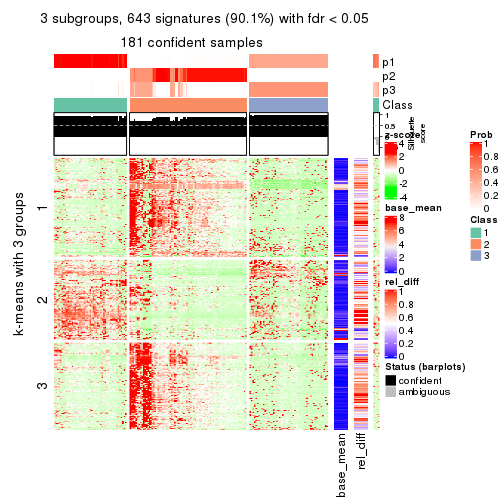 3 subgroups, 643 signatures (90.1%) with fdr < 0.05
181 confident samples
p1
p2
p3
Class
1
0.5
0
Silhouette
score
k-means with 3 groups
1
2
3
base_mean
rel_diff
z-score
4
2
0
-2
-4
base_mean
8
6
4
2
0
rel_diff
1
0.8
0.6
0.4
0.2
0
Status (barplots)
confident
ambiguous
Prob
1
0.8
0.6
0.4
0.2
0
Class
1
2
3